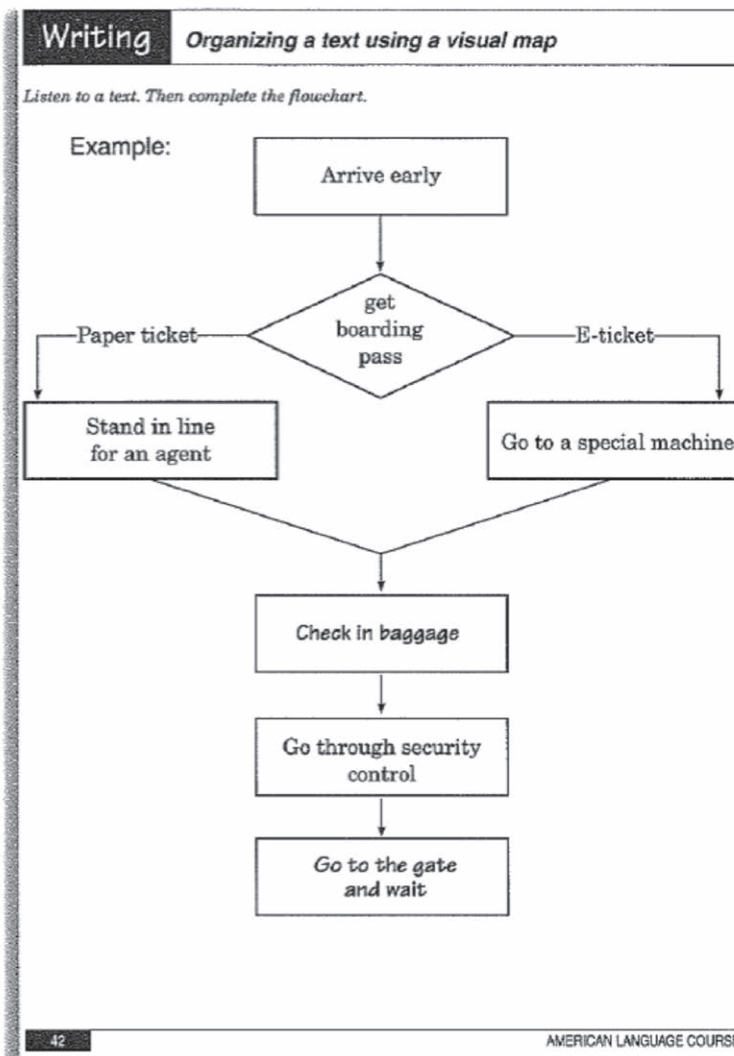 Writing
Organizing a text using a visual map
Listen to a text. Then complete the flowchart.
Example:
Arrive early
get
boarding
pass
Paper ticket
E-ticket
Stand in line
for an agent
Go to a special machine
Check in baggage
Go through security
control
Go to the gate
and wait
42
AMERICAN LANGUAGE COURSE